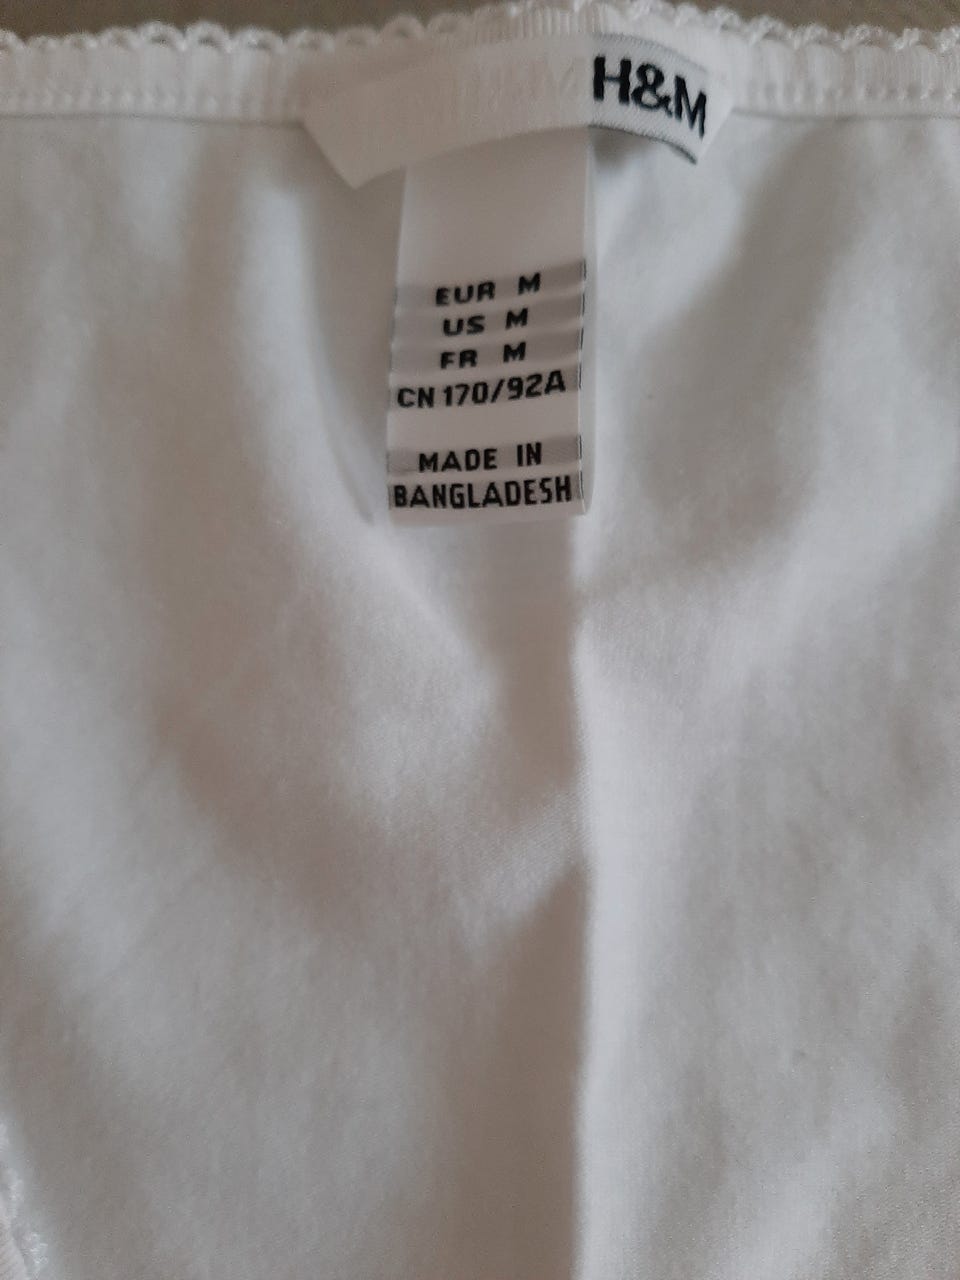 H&M
EUR M
US M
FR M
CN 170/92A
MADE IN
BANGLADESH